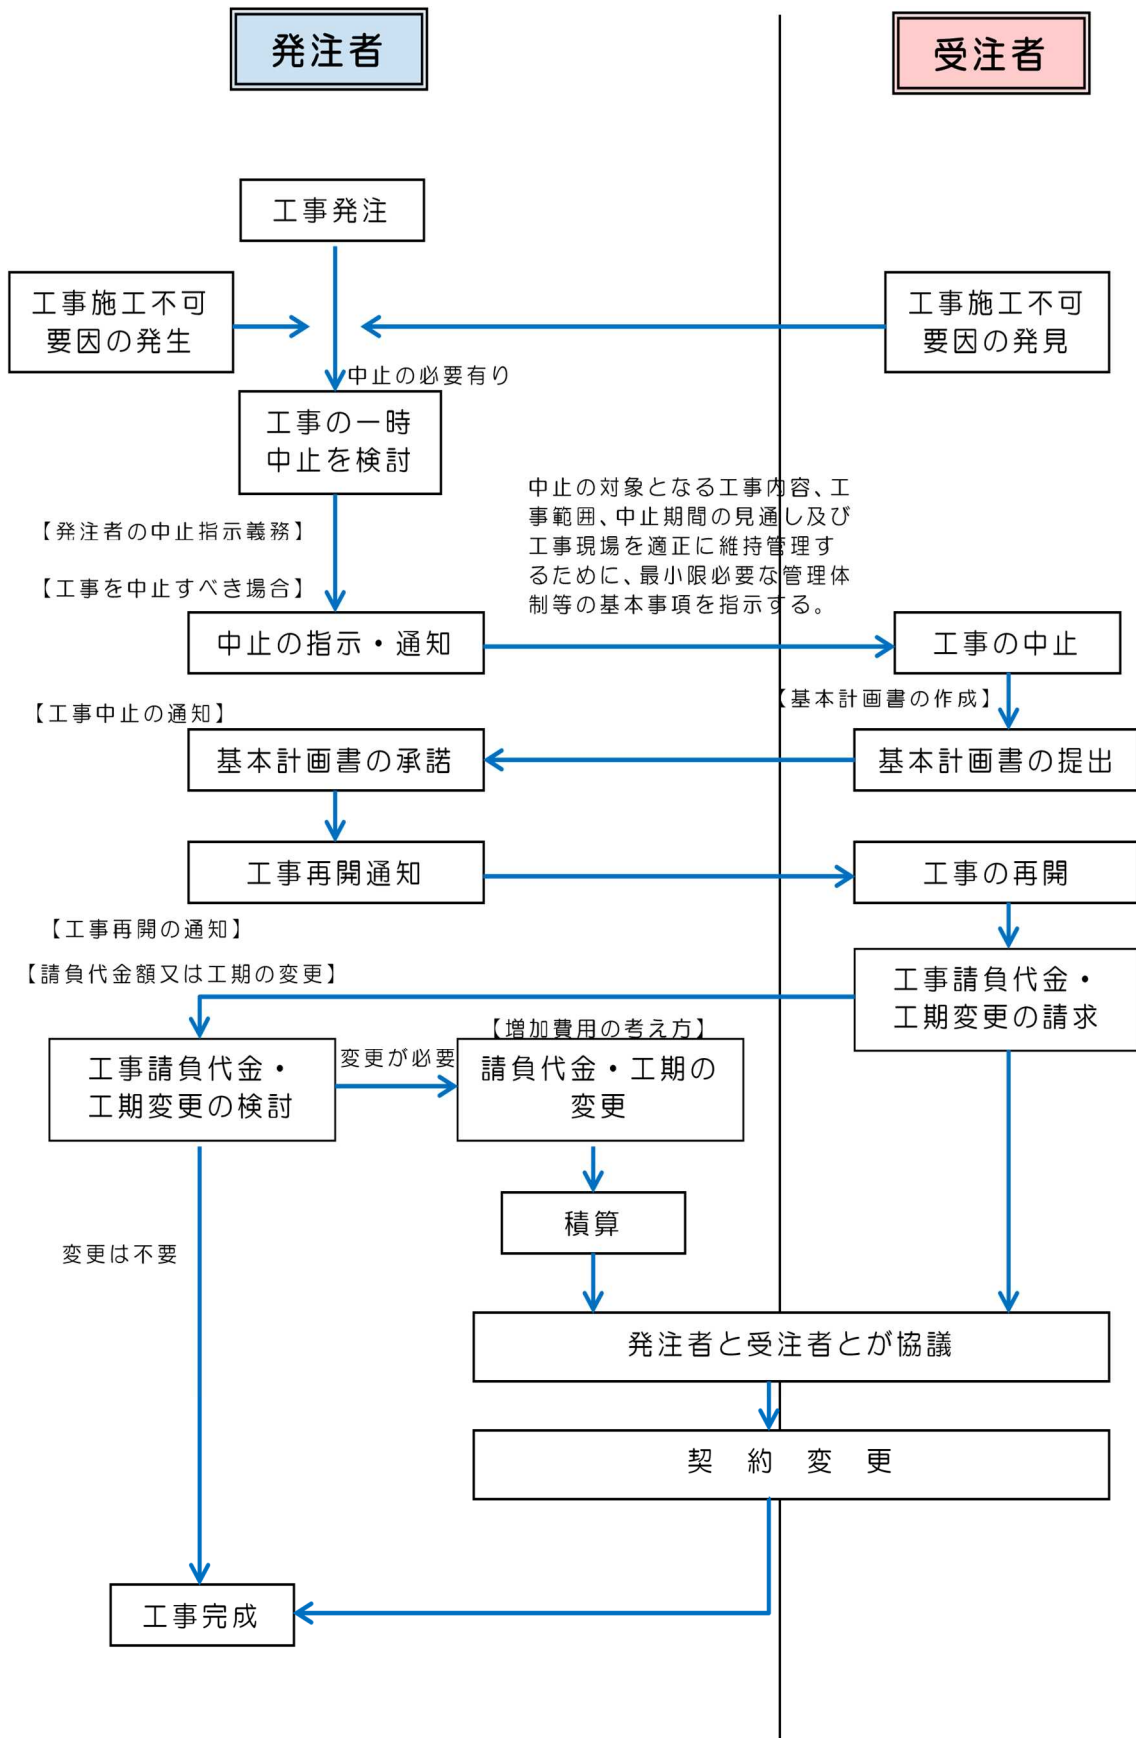 発注者
受注者
工事発注
工事施工不可
要因の発生
工事施工不可
要因の発見
中止の必要有り
工事の一時
中止を検討
中止の対象となる工事内容、工
事範囲、中止期間の見通し及び
工事現場を適正に維持管理す
るために、最小限必要な管理体
制等の基本事項を指示する。
【発注者の中止指示義務】
【工事を中止すべき場合】
中止の指示・通知
工事の中止
【基本計画書の作成】
【工事中止の通知】
基本計画書の承諾
基本計画書の提出
工事再開通知
工事の再開
【工事再開の通知】
【請負代金額又は工期の変更】
工事請負代金・
工期変更の請求
【増加費用の考え方】
工事請負代金・
工期変更の検討
変更が必要
請負代金・工期の
変更
積算
変更は不要
発注者と受注者とが協議
契 約 変 更
工事完成